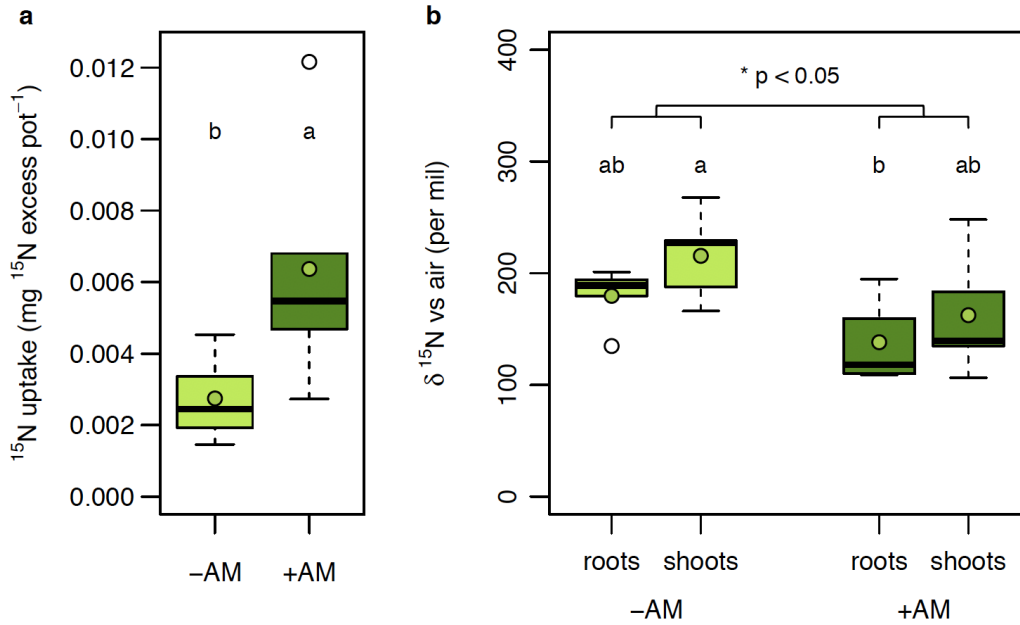 a
¹⁵N uptake (mg ¹⁵N excess pot⁻¹)
0.012
0.010
0.008
0.006
0.004
0.002
0.000
b a
−AM +AM
b
δ ¹⁵N vs air (per mil)
400
300
200
100
0
* p < 0.05
ab a b ab
roots shoots roots shoots
−AM +AM